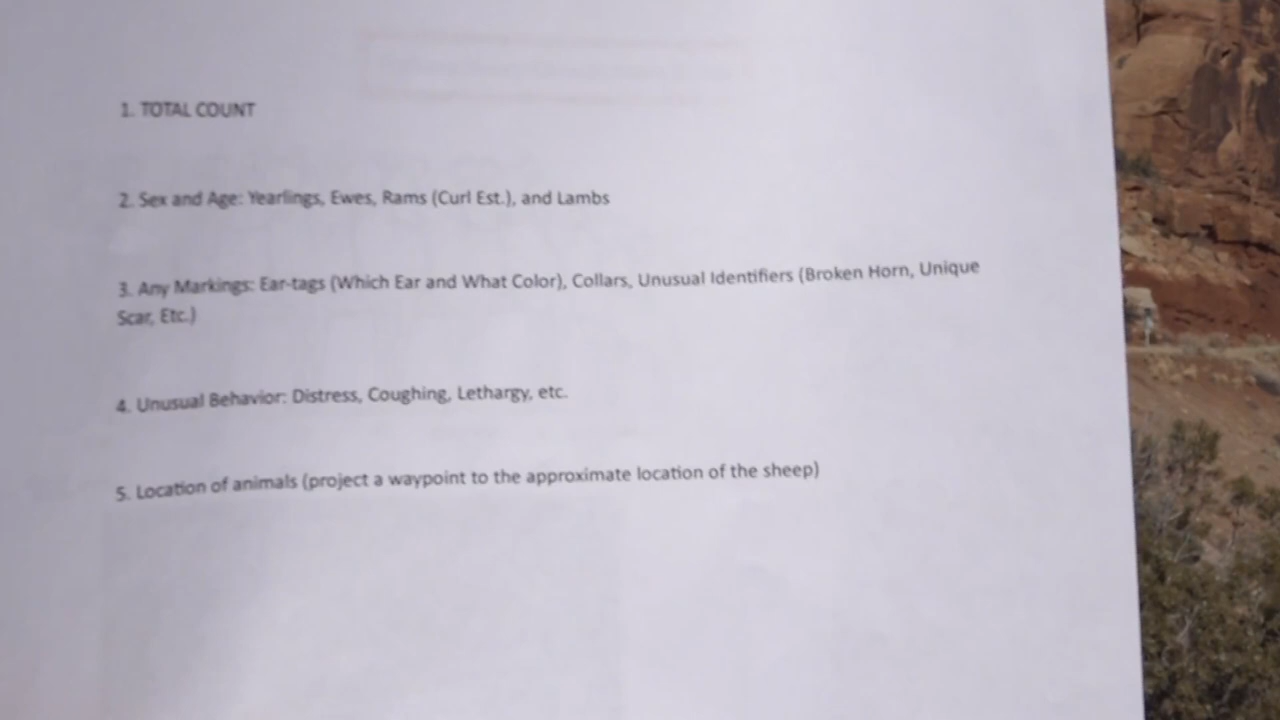 1. TOTAL COUNT
2. Sex and Age: Yearlings, Ewes, Rams (Curl Est.), and Lambs
3. Any Markings: Ear-tags (Which Ear and What Color), Collars, Unusual Identifiers (Broken Horn, Unique
Scar, Etc.)
4. Unusual Behavior: Distress, Coughing, Lethargy, etc.
5. Location of animals (project a waypoint to the approximate location of the sheep)